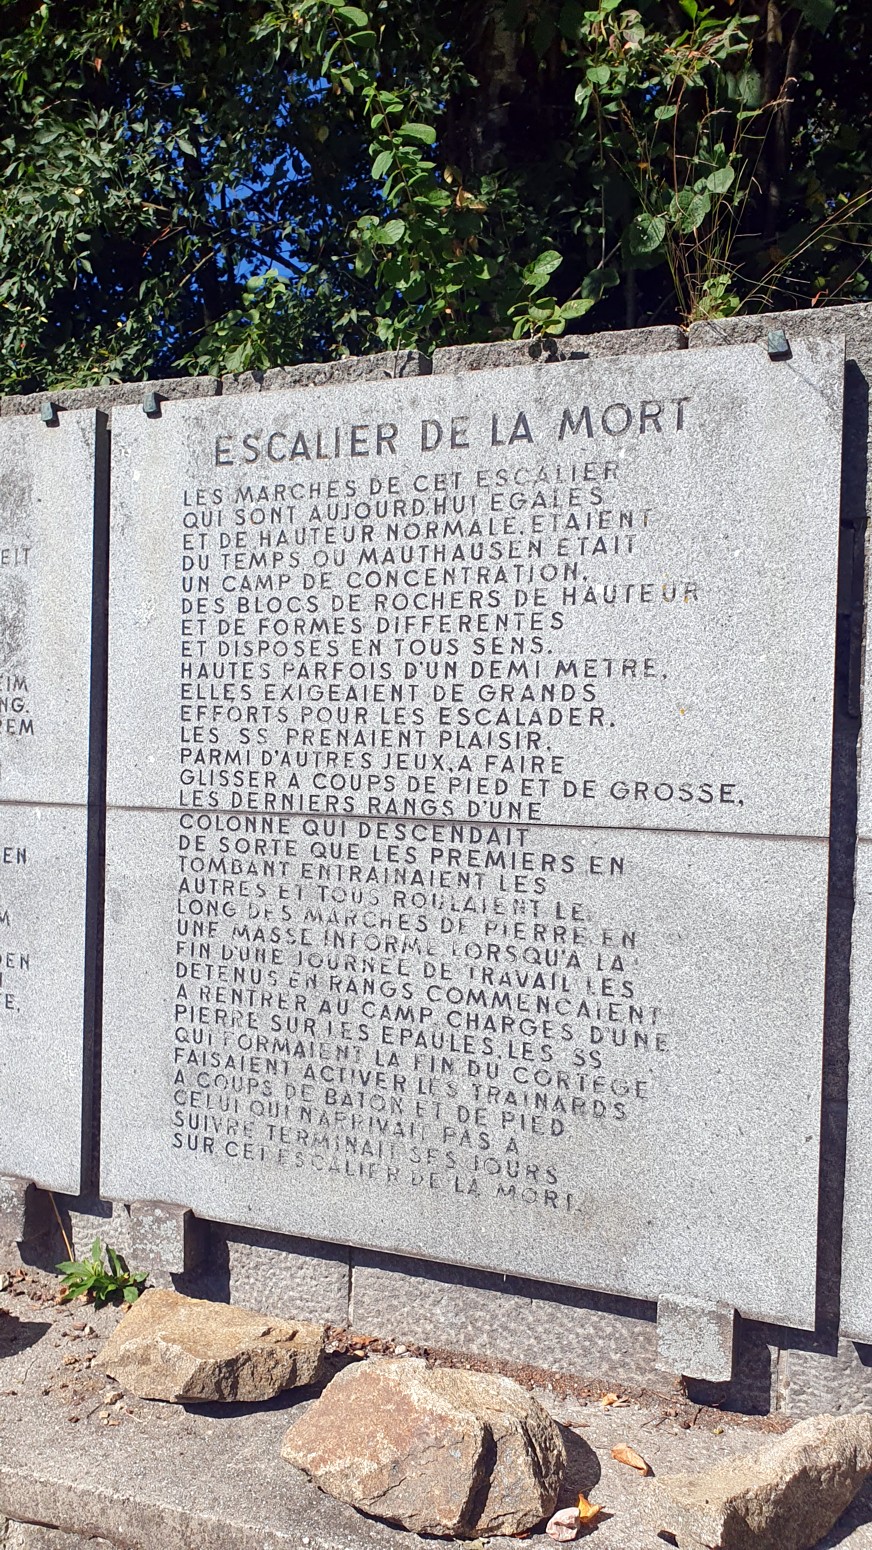 ESCALIER DE LA MORT
LES MARCHES DE CET ESCALIER
QUI SONT AUJOURD,HUI EGALES
ET DE HAUTEUR NORMALE, ETAIENT
DU TEMPS OU MAUTHAUSEN ETAIT
UN CAMP DE CONCENTRATION,
DES BLOCS DE ROCHERS DE HAUTEUR
ET DE FORMES DIFFERENTES
ET DISPOSES EN TOUS SENS.
HAUTES PARFOIS D'UN DEMI METRE,
ELLES EXIGEAIENT DE GRANDS
EFFORTS POUR LES ESCALADER.
LES SS PRENAIENT PLAISIR,
PARMI D'AUTRES JEUX, A FAIRE
GLISSER A COUPS DE PIED ET DE GROSSE,
LES DERNIERS RANGS D'UNE
COLONNE QUI DESCENDAIT
DE SORTE QUE LES PREMIERS EN
TOMBANT ENTRAINAIENT LES
AUTRES ET TOUS ROULAIENT LE
LONG DES MARCHES DE PIERRE, EN
UNE MASSE INFORME LORSQU'A LA
FIN D'UNE JOURNEE DE TRAVAIL LES
DETENUS EN RANGS COMMENCAIENT
A RENTRER AU CAMP, CHARGES D'UNE
PIERRE SUR LES EPAULES, LES SS
QUI FORMAIENT LA FIN DU CORTEGE
FAISAIENT ACTIVER LES TRAINARDS
A COUPS DE BATON ET DE PIED
CELUI QUI N'ARRIVAIT PAS A
SUIVRE TERMINAIT SES JOURS
SUR CET ESCALIER DE LA MORT.